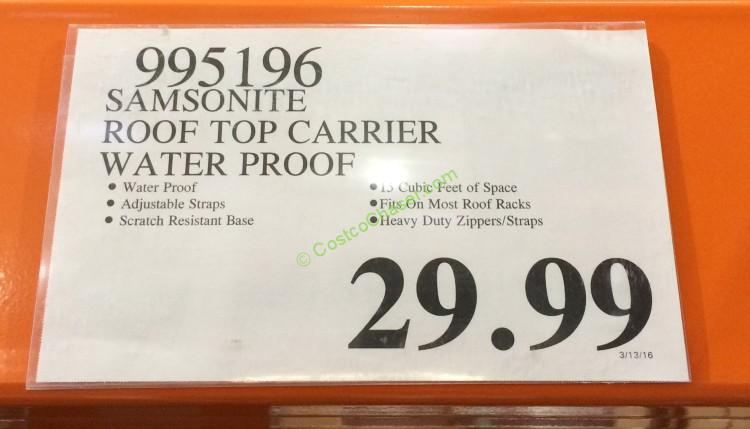 995196
SAMSONITE
ROOF TOP CARRIER
WATER PROOF
• Water Proof
• Adjustable Straps
• Scratch Resistant Base
• 15 Cubic Feet of Space
• Fits On Most Roof Racks
• Heavy Duty Zippers/Straps
© CostcoChaser.com
29.99
3/13/16